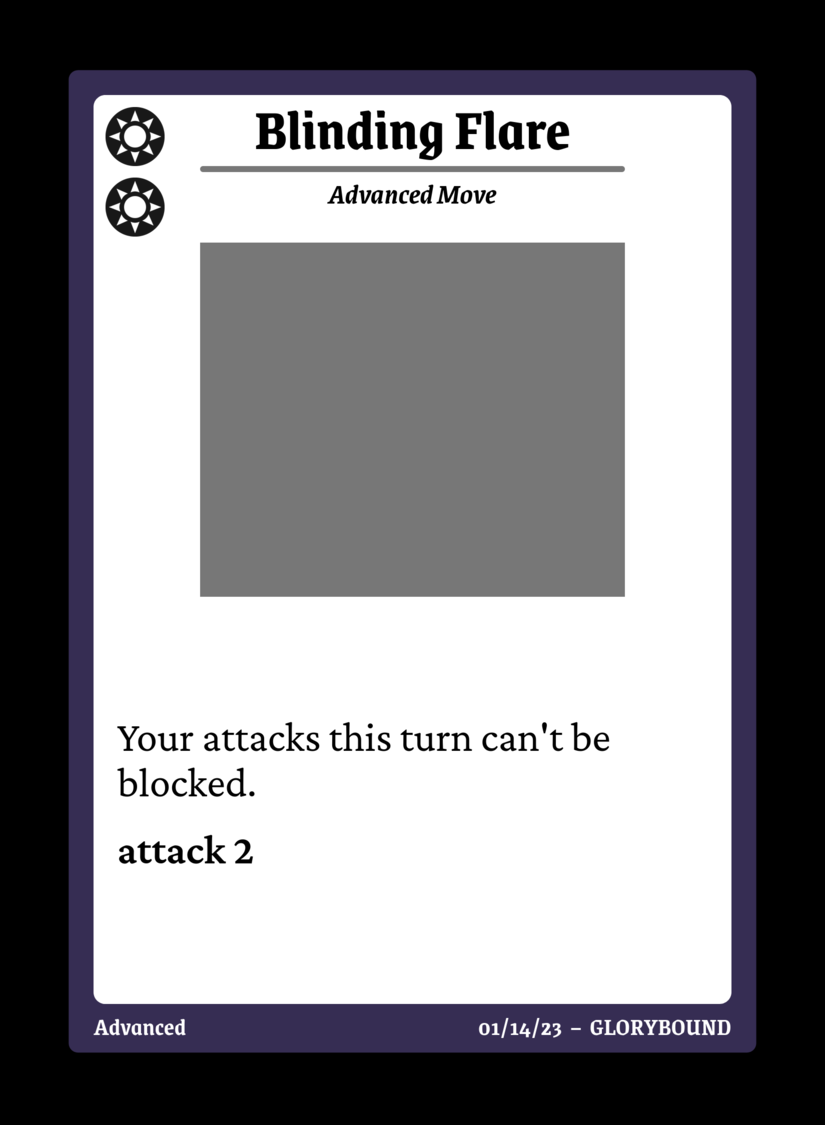 Blinding Flare
Advanced Move
Your attacks this turn can't be
blocked.
attack 2
Advanced
01/14/23 – GLORYBOUND